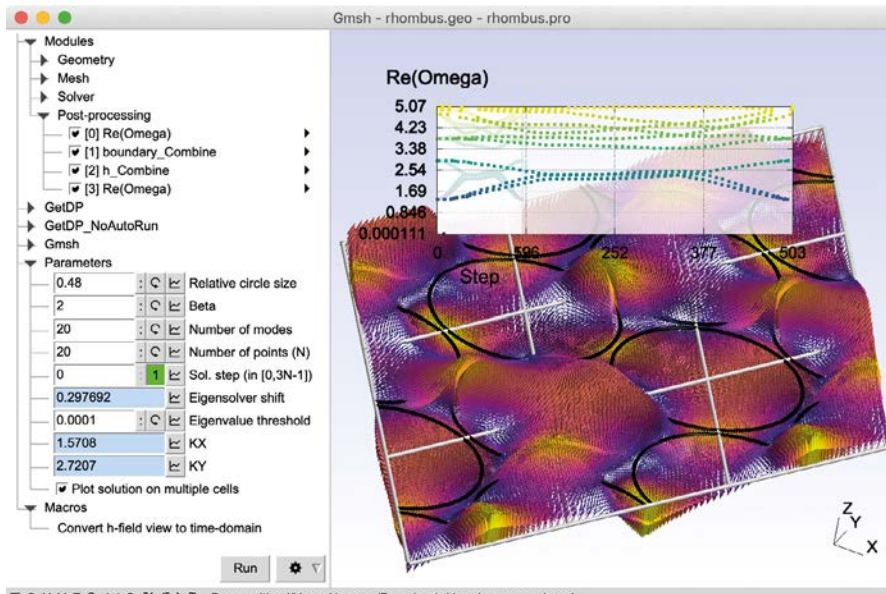 Gmsh - rhombus.geo - rhombus.pro
Modules
Geometry
Mesh
Solver
Post-processing
[0] Re(Omega)
[1] boundary_Combine
[2] h_Combine
[3] Re(Omega)
GetDP
GetDP_NoAutoRun
Gmsh
Parameters
0.48 : Relative circle size
2 : Beta
20 : Number of modes
20 : Number of points (N)
0 : 1 Sol. step (in [0,3N-1])
0.297692 Eigensolver shift
0.0001 : Eigenvalue threshold
1.5708 KX
2.7207 KY
Plot solution on multiple cells
Macros
Convert h-field view to time-domain
Run
Re(Omega)
5.07
4.23
3.38
2.54
1.69
0.846
0.000111
0 252 377 503
Step
Z
Y
X